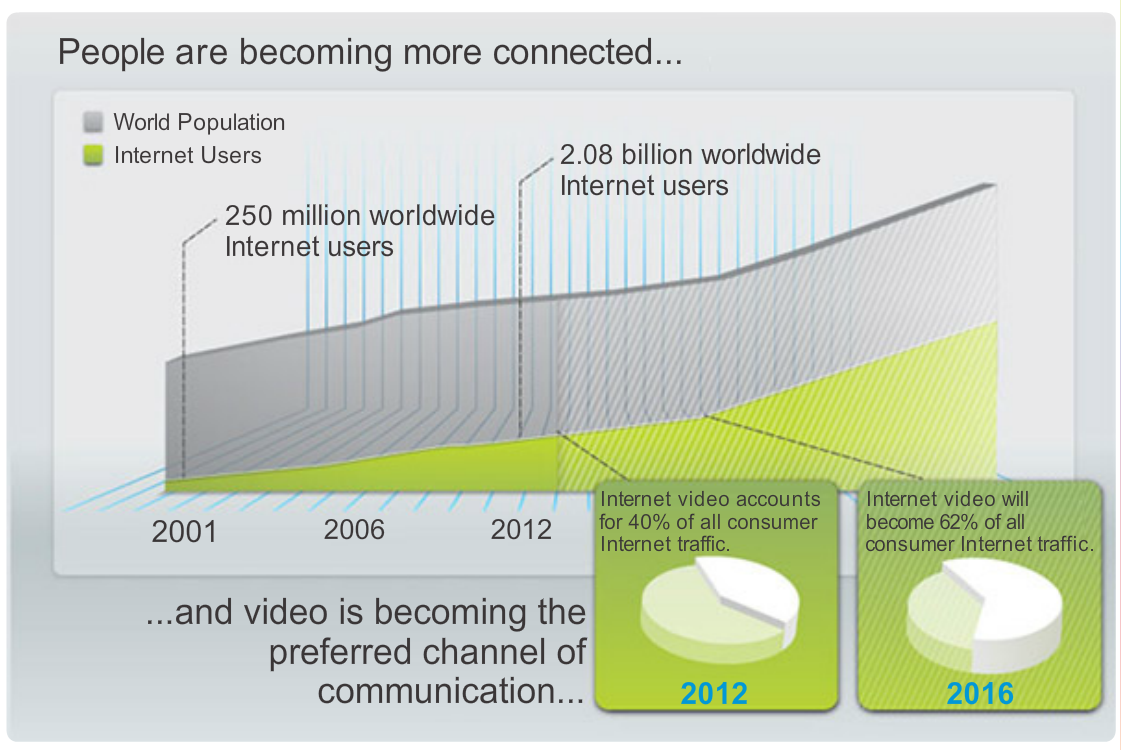 People are becoming more connected...
World Population
Internet Users
2.08 billion worldwide
Internet users
250 million worldwide
Internet users
2001
2006
2012
Internet video accounts
for 40% of all consumer
Internet traffic.
2012
Internet video will
become 62% of all
consumer Internet traffic.
2016
...and video is becoming the
preferred channel of
communication...